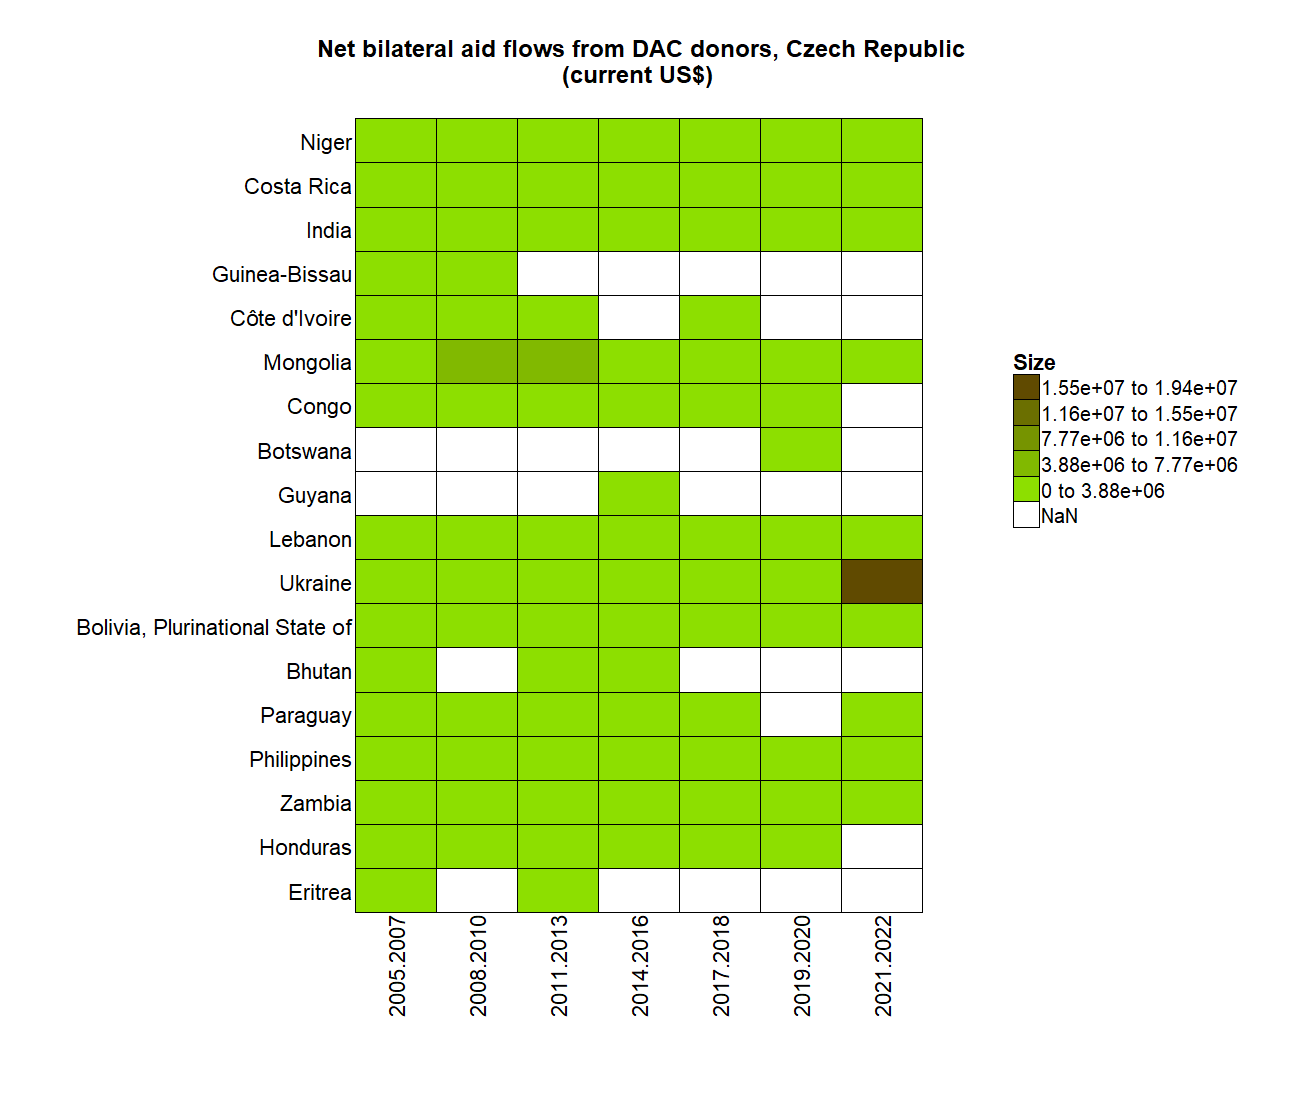 Net bilateral aid flows from DAC donors, Czech Republic
(current US$)
Niger
Costa Rica
India
Guinea-Bissau
Côte d'Ivoire
Mongolia
Congo
Botswana
Guyana
Lebanon
Ukraine
Bolivia, Plurinational State of
Bhutan
Paraguay
Philippines
Zambia
Honduras
Eritrea
2005.2007
2008.2010
2011.2013
2014.2016
2017.2018
2019.2020
2021.2022
Size
1.55e+07 to 1.94e+07
1.16e+07 to 1.55e+07
7.77e+06 to 1.16e+07
3.88e+06 to 7.77e+06
0 to 3.88e+06
NaN